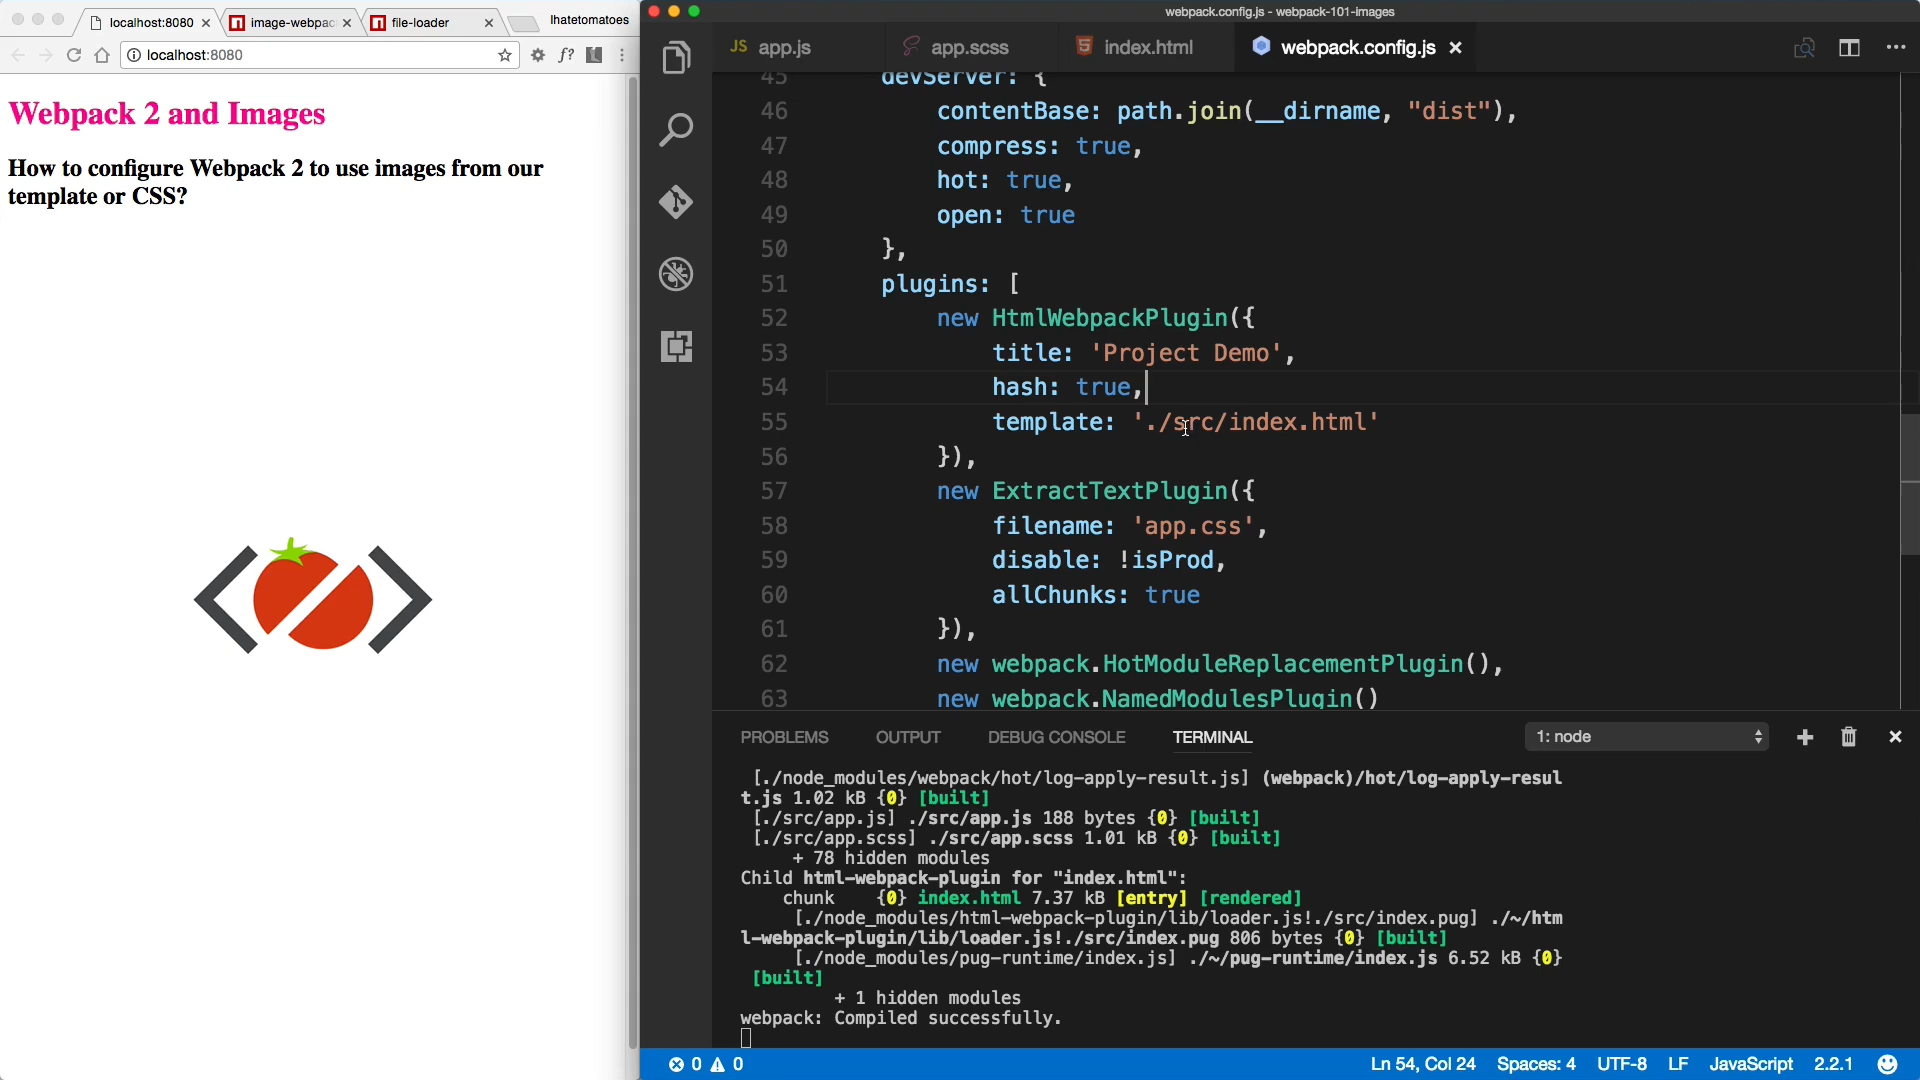 localhost:8080
image-webpac
file-loader
Ihatetomatoes
localhost:8080
f?
Webpack 2 and Images
How to configure Webpack 2 to use images from our
template or CSS?
webpack.config.js - webpack-101-images
JS app.js
app.scss
index.html
webpack.config.js
45 devServer: {
46 contentBase: path.join(__dirname, "dist"),
47 compress: true,
48 hot: true,
49 open: true
50 },
51 plugins: [
52 new HtmlWebpackPlugin({
53 title: 'Project Demo',
54 hash: true,
55 template: './src/index.html'
56 }),
57 new ExtractTextPlugin({
58 filename: 'app.css',
59 disable: !isProd,
60 allChunks: true
61 }),
62 new webpack.HotModuleReplacementPlugin(),
63 new webpack.NamedModulesPlugin()
PROBLEMS OUTPUT DEBUG CONSOLE TERMINAL 1: node
[./node_modules/webpack/hot/log-apply-result.js] (webpack)/hot/log-apply-resul
t.js 1.02 kB {0} [built]
[./src/app.js] ./src/app.js 188 bytes {0} [built]
[./src/app.scss] ./src/app.scss 1.01 kB {0} [built]
+ 78 hidden modules
Child html-webpack-plugin for "index.html":
chunk {0} index.html 7.37 kB [entry] [rendered]
[./node_modules/html-webpack-plugin/lib/loader.js!./src/index.pug] ./~/htm
l-webpack-plugin/lib/loader.js!./src/index.pug 806 bytes {0} [built]
[./node_modules/pug-runtime/index.js] ./~/pug-runtime/index.js 6.52 kB {0}
[built]
+ 1 hidden modules
webpack: Compiled successfully.
0 0 Ln 54, Col 24 Spaces: 4 UTF-8 LF JavaScript 2.2.1